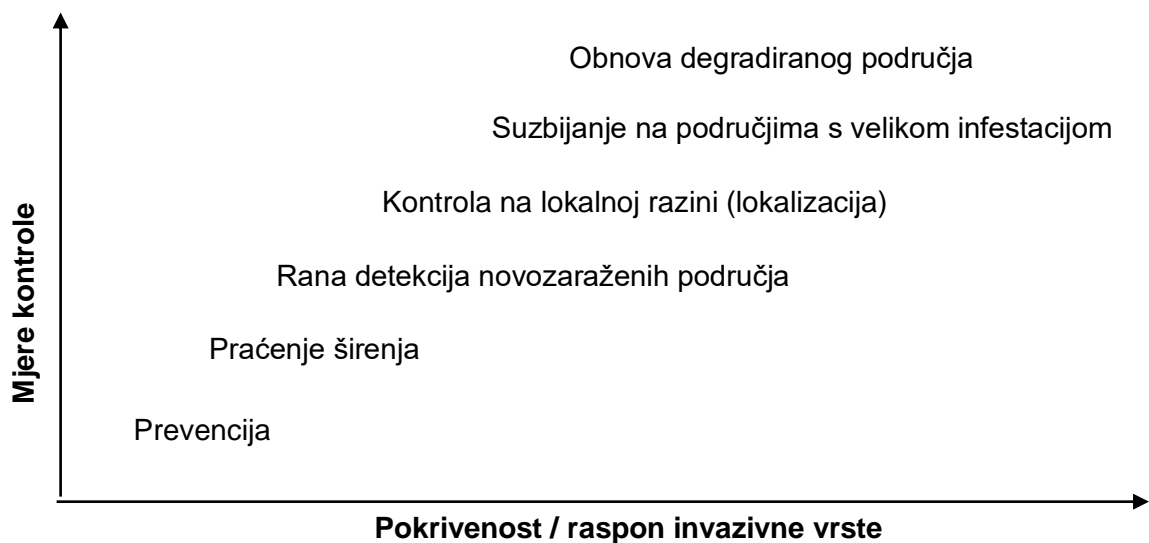 Obnova degradiranog područja
Suzbijanje na područjima s velikom infestacijom
Kontrola na lokalnoj razini (lokalizacija)
Rana detekcija novozaraženih područja
Praćenje širenja
Prevencija
Mjere kontrole
Pokrivenost / raspon invazivne vrste